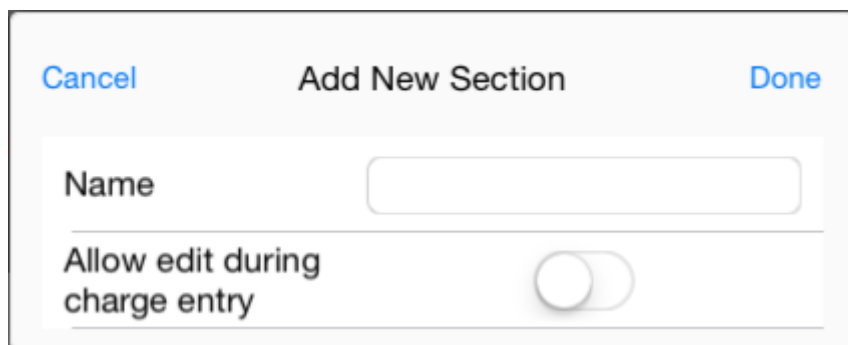 Cancel Add New Section Done
Name
Allow edit during
charge entry